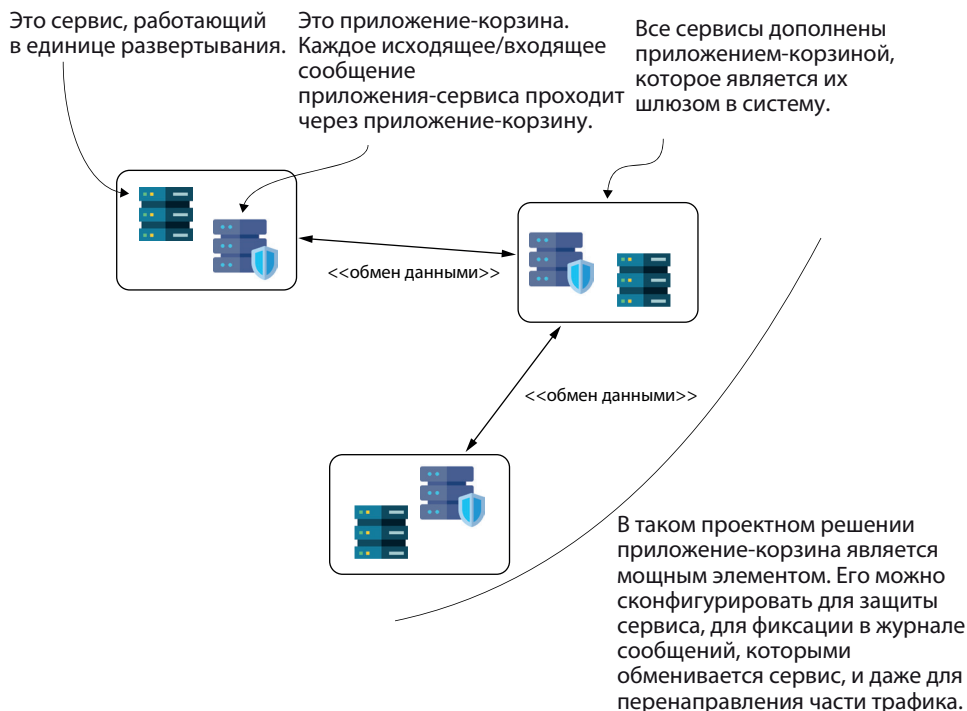 Это сервис, работающий
в единице развертывания.
Это приложение-корзина.
Каждое исходящее/входящее
сообщение
приложения-сервиса проходит
через приложение-корзину.
Все сервисы дополнены
приложением-корзиной,
которое является их
шлюзом в систему.
<<обмен данными>>
<<обмен данными>>
В таком проектном решении
приложение-корзина является
мощным элементом. Его можно
сконфигурировать для защиты
сервиса, для фиксации в журнале
сообщений, которыми
обменивается сервис, и даже для
перенаправления части трафика.